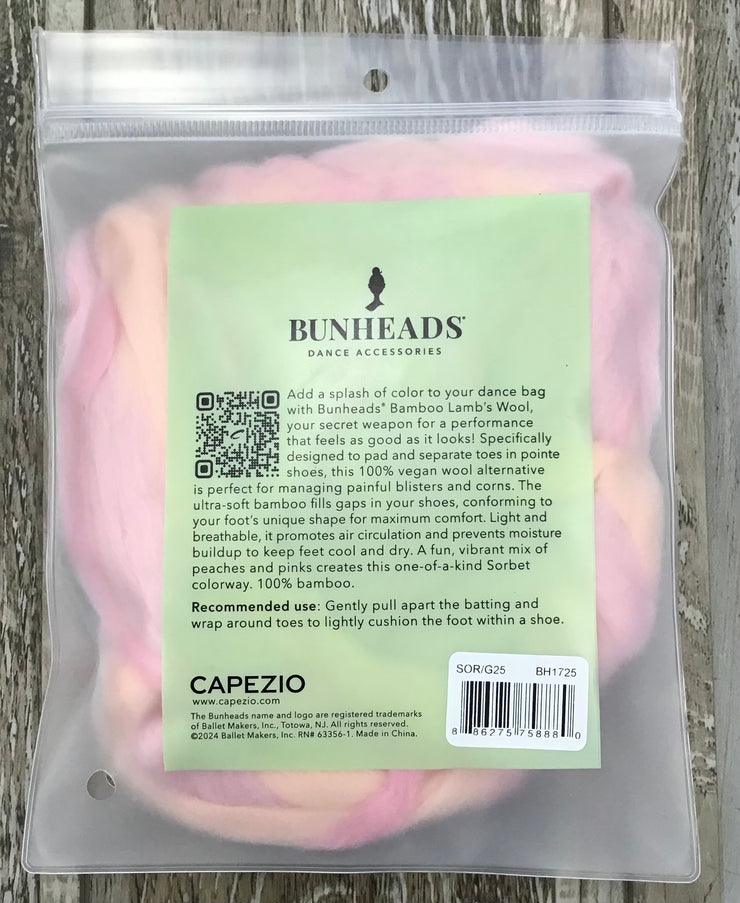 BUNHEADS®
DANCE ACCESSORIES
Add a splash of color to your dance bag
with Bunheads® Bamboo Lamb's Wool,
your secret weapon for a performance
that feels as good as it looks! Specifically
designed to pad and separate toes in pointe
shoes, this 100% vegan wool alternative
is perfect for managing painful blisters and corns. The
ultra-soft bamboo fills gaps in your shoes, conforming to
your foot's unique shape for maximum comfort. Light and
breathable, it promotes air circulation and prevents moisture
buildup to keep feet cool and dry. A fun, vibrant mix of
peaches and pinks creates this one-of-a-kind Sorbet
colorway. 100% bamboo.
Recommended use: Gently pull apart the batting and
wrap around toes to lightly cushion the foot within a shoe.
CAPEZIO
www.capezio.com
The Bunheads name and logo are registered trademarks
of Ballet Makers, Inc., Totowa, NJ. All rights reserved.
©2024 Ballet Makers, Inc. RN# 63356-1. Made in China.
SOR/G25 BH1725
8 86275 75888 0